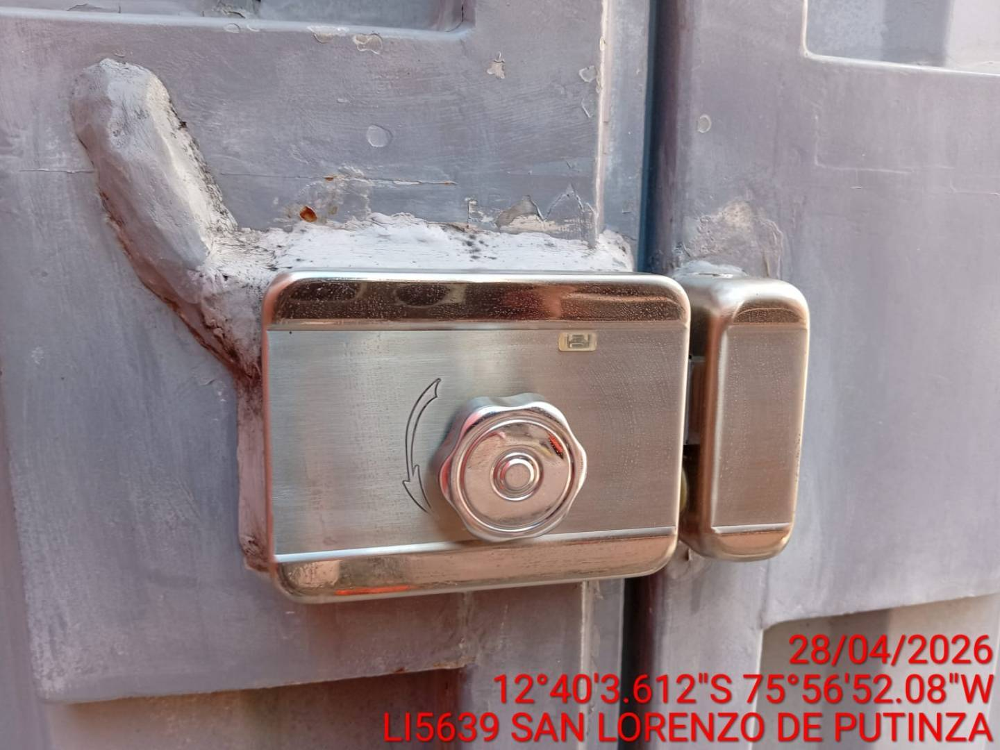 28/04/2026
12°40'3.612"S 75°56'52.08"W
LI5639 SAN LORENZO DE PUTINZA